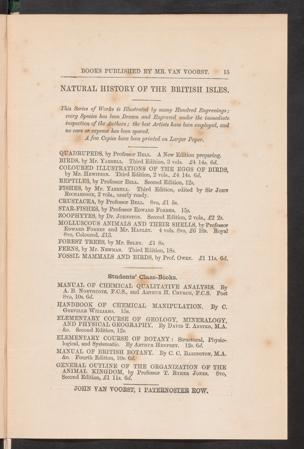 BOOKS PUBLISHED BY MR. VAN VOORST. 15
NATURAL HISTORY OF THE BRITISH ISLES.
This Series of Works is Illustrated by many Hundred Engravings;
every Species has been Drawn and Engraved under the immediate
inspection of the Authors; the best Artists have been employed, and
no care or expense has been spared.
A few Copies have been printed on Larger Paper.
QUADRUPEDS, by Professor BELL. A New Edition preparing.
BIRDS, by Mr. YARRELL. Third Edition, 3 vols. £4 14s. 6d.
COLOURED ILLUSTRATIONS OF THE EGGS OF BIRDS,
by Mr. HEWITSON. Third Edition, 2 vols., £4 14s. 6d.
REPTILES, by Professor BELL. Second Edition, 12s.
FISHES, by Mr. YARRELL. Third Edition, edited by Sir JOHN
RICHARDSON, 2 vols., nearly ready.
CRUSTACEA, by Professor BELL. 8vo, £1 5s.
STAR-FISHES, by Professor EDWARD FORBES. 15s.
ZOOPHYTES, by Dr. JOHNSTON. Second Edition, 2 vols., £2 2s.
MOLLUSCOUS ANIMALS AND THEIR SHELLS, by Professor
EDWARD FORBES and Mr. HANLEY. 4 vols. 8vo, £6 10s. Royal
8vo, Coloured, £13.
FOREST TREES, by Mr. SELBY. £1 8s.
FERNS, by Mr. NEWMAN. Third Edition, 18s.
FOSSIL MAMMALS AND BIRDS, by Prof. OWEN. £1 11s. 6d.
Students' Class-Books.
MANUAL OF CHEMICAL QUALITATIVE ANALYSIS. By
A. B. NORTHCOTE, F.C.S., and ARTHUR H. CHURCH, F.C.S. Post
8vo, 10s. 6d.
HANDBOOK OF CHEMICAL MANIPULATION. By C.
GREVILLE WILLIAMS. 15s.
ELEMENTARY COURSE OF GEOLOGY, MINERALOGY,
AND PHYSICAL GEOGRAPHY. By DAVID T. ANSTED, M.A.
&c. Second Edition, 12s.
ELEMENTARY COURSE OF BOTANY: Structural, Physio-
logical, and Systematic. By ARTHUR HENFREY. 12s. 6d.
MANUAL OF BRITISH BOTANY. By C. C. BABINGTON, M.A.
&c. Fourth Edition, 10s. 6d.
GENERAL OUTLINE OF THE ORGANIZATION OF THE
ANIMAL KINGDOM, by Professor T. RYMER JONES. 8vo,
Second Edition, £1 11s. 6d.
JOHN VAN VOORST, 1 PATERNOSTER ROW.